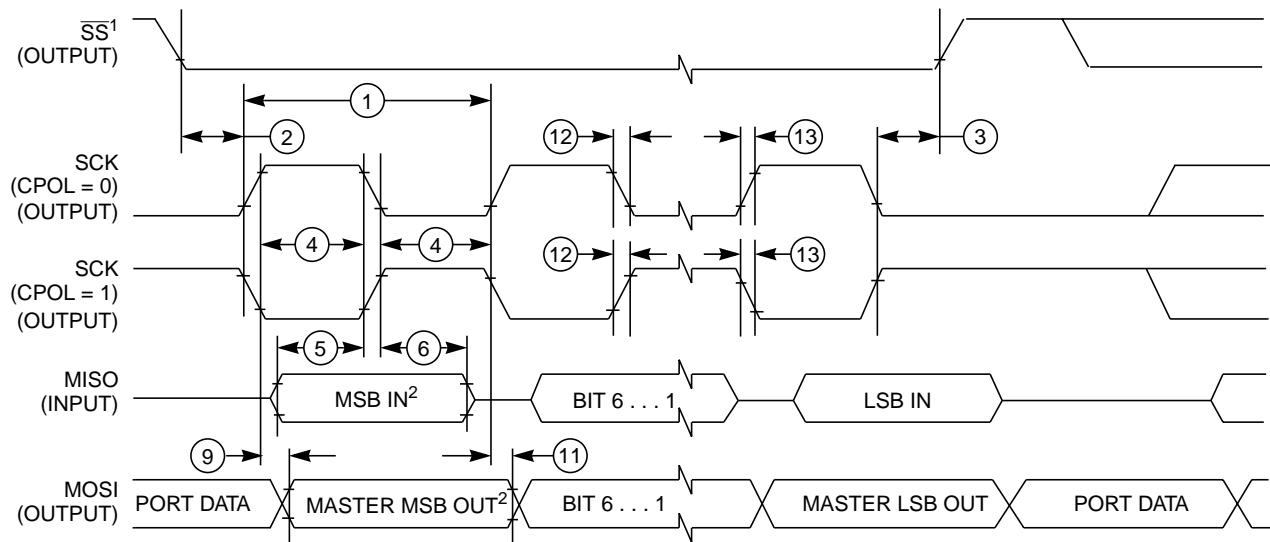 SS¹
(OUTPUT)
1
2
12
13
3
SCK
(CPOL = 0)
(OUTPUT)
4
4
SCK
(CPOL = 1)
(OUTPUT)
12
13
5
6
MISO
(INPUT)
MSB IN²
BIT 6 . . . 1
LSB IN
9
11
MOSI
(OUTPUT)
PORT DATA
MASTER MSB OUT²
BIT 6 . . . 1
MASTER LSB OUT
PORT DATA